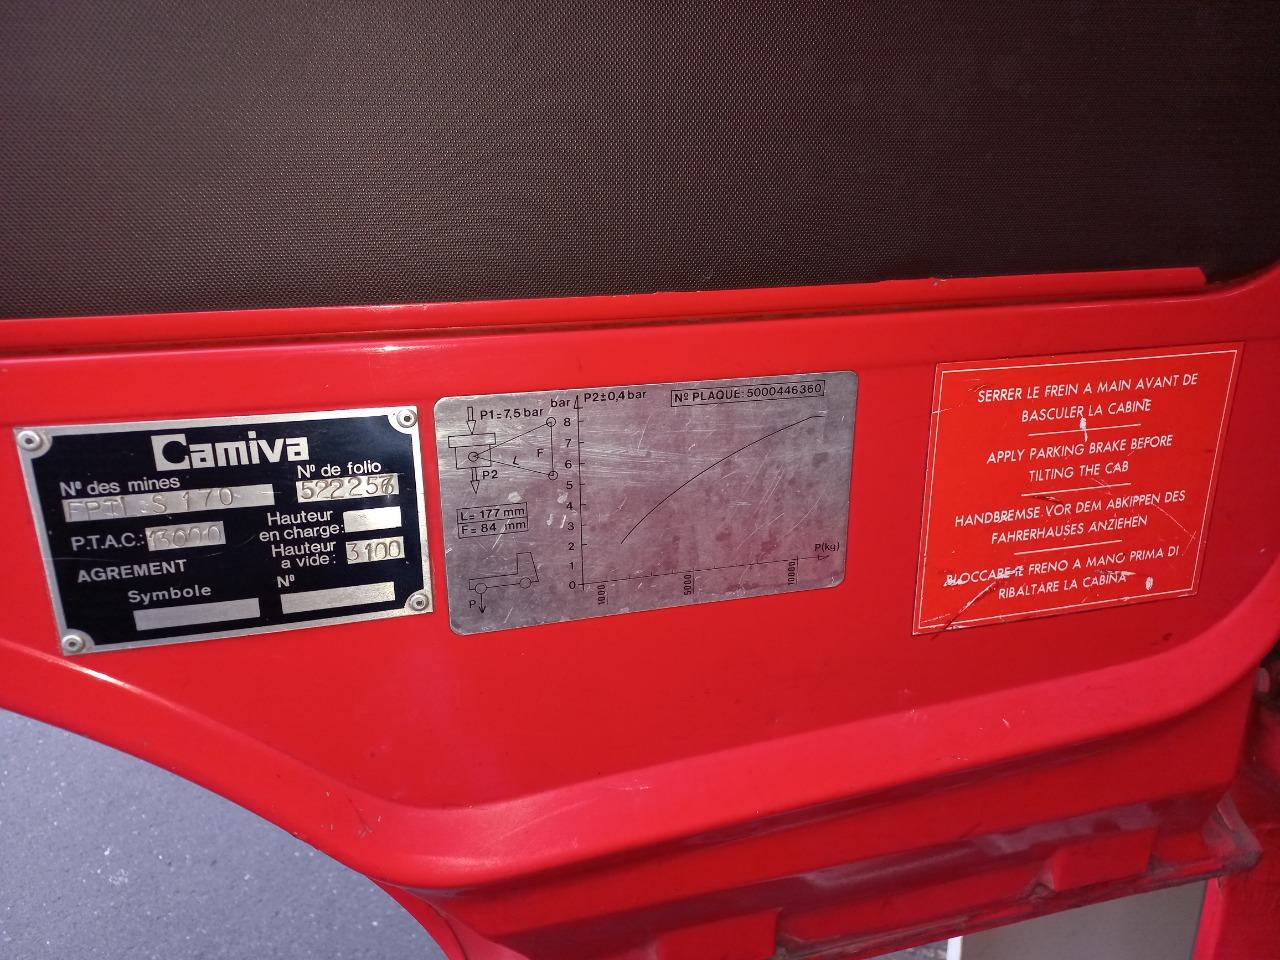 Camiva
Nº des mines
Nº de folio
S 170
522257
P.T.A.C.: 13000
Hauteur
en charge:
Hauteur
a vide: 3100
AGREMENT
Symbole
Nº
P1=7,5 bar
bar
P2±0,4 bar
Nº PLAQUE: 5000446360
F
L
P2
L= 177 mm
F= 84 mm
P
8
7
6
5
4
3
2
1
0
1000
5000
10000
P(kg)
SERRER LE FREIN A MAIN AVANT DE
BASCULER LA CABINE
APPLY PARKING BRAKE BEFORE
TILTING THE CAB
HANDBREMSE VOR DEM ABKIPPEN DES
FAHRERHAUSES ANZIEHEN
BLOCCARE IL FRENO A MANO PRIMA DI
RIBALTARE LA CABINA